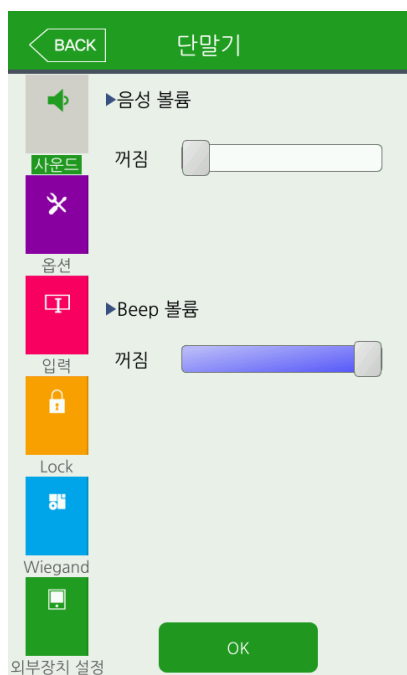 BACK 단말기
사운드
▶음성 볼륨
꺼짐
옵션
입력
▶Beep 볼륨
꺼짐
Lock
Wiegand
외부장치 설정
OK